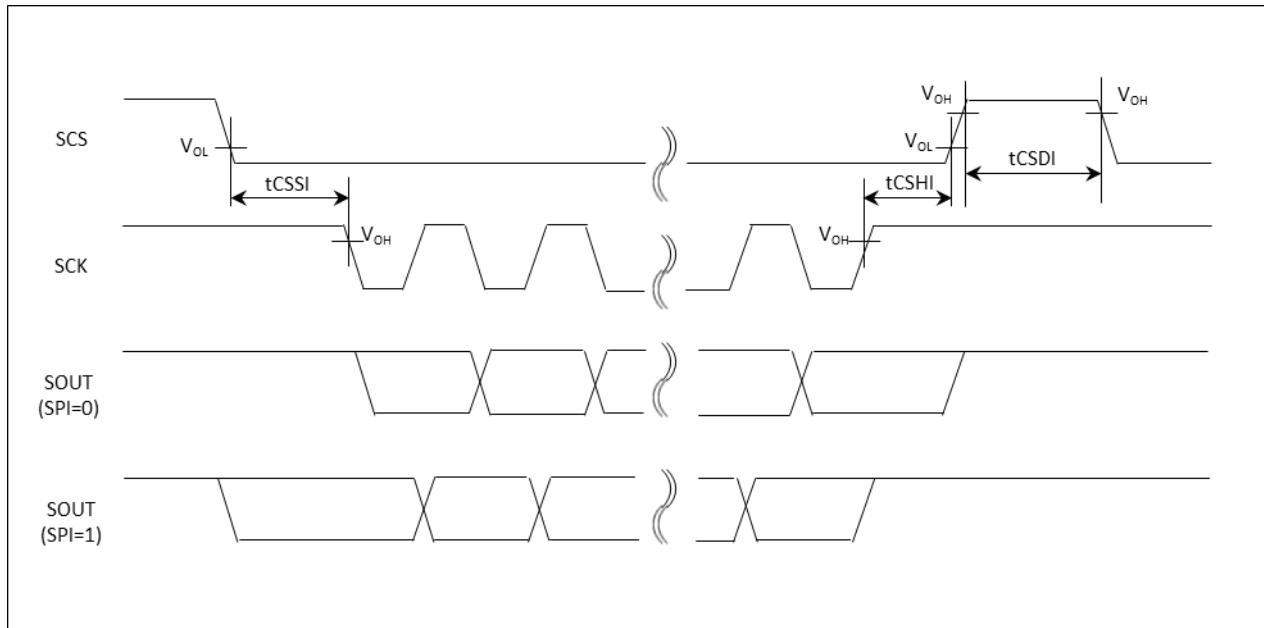 SCS
V_OL
V_OH
V_OL
V_OH
tCSSI
tCSHI
tCSDI
SCK
V_OH
V_OH
SOUT
(SPI=0)
SOUT
(SPI=1)